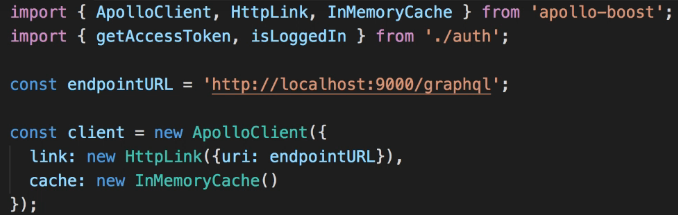 import { ApolloClient, HttpLink, InMemoryCache } from 'apollo-boost';
import { getAccessToken, isLoggedIn } from './auth';
const endpointURL = 'http://localhost:9000/graphql';
const client = new ApolloClient({
link: new HttpLink({uri: endpointURL}),
cache: new InMemoryCache()
});